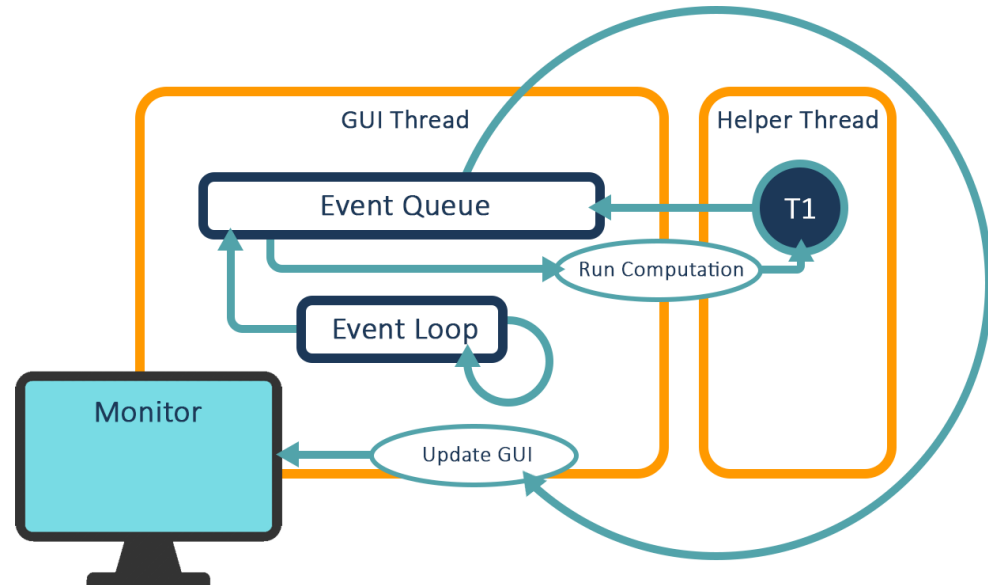 GUI Thread
Helper Thread
Event Queue
T1
Run Computation
Event Loop
Monitor
Update GUI